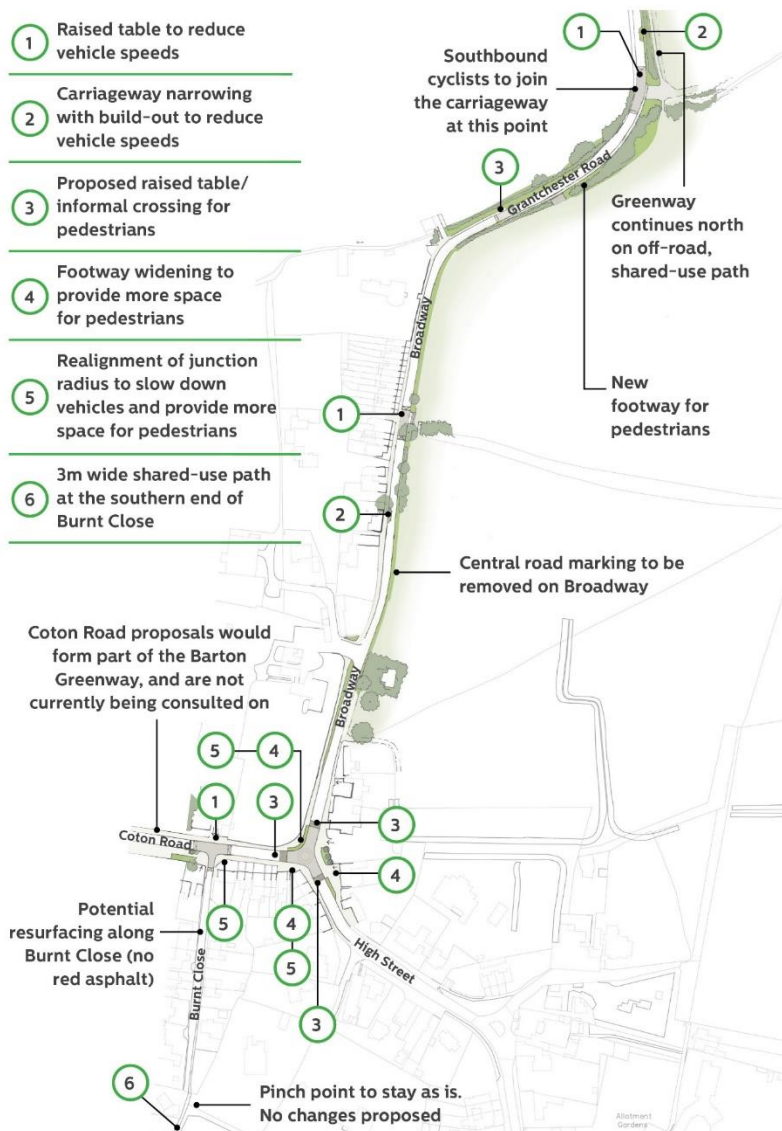 1
Raised table to reduce
vehicle speeds
2
Carriageway narrowing
with build-out to reduce
vehicle speeds
3
Proposed raised table/
informal crossing for
pedestrians
4
Footway widening to
provide more space
for pedestrians
5
Realignment of junction
radius to slow down
vehicles and provide more
space for pedestrians
6
3m wide shared-use path
at the southern end of
Burnt Close
1
2
Southbound
cyclists to join
the carriageway
at this point
3
Grantchester Road
Greenway
continues north
on off-road,
shared-use path
Broadway
New
footway for
pedestrians
1
2
Central road marking to be
removed on Broadway
Coton Road proposals would
form part of the Barton
Greenway, and are not
currently being consulted on
Broadway
5
4
1
3
3
Coton Road
4
5
4
5
Potential
resurfacing along
Burnt Close (no
red asphalt)
High Street
Burnt Close
3
6
Pinch point to stay as is.
No changes proposed
Allotment
Gardens